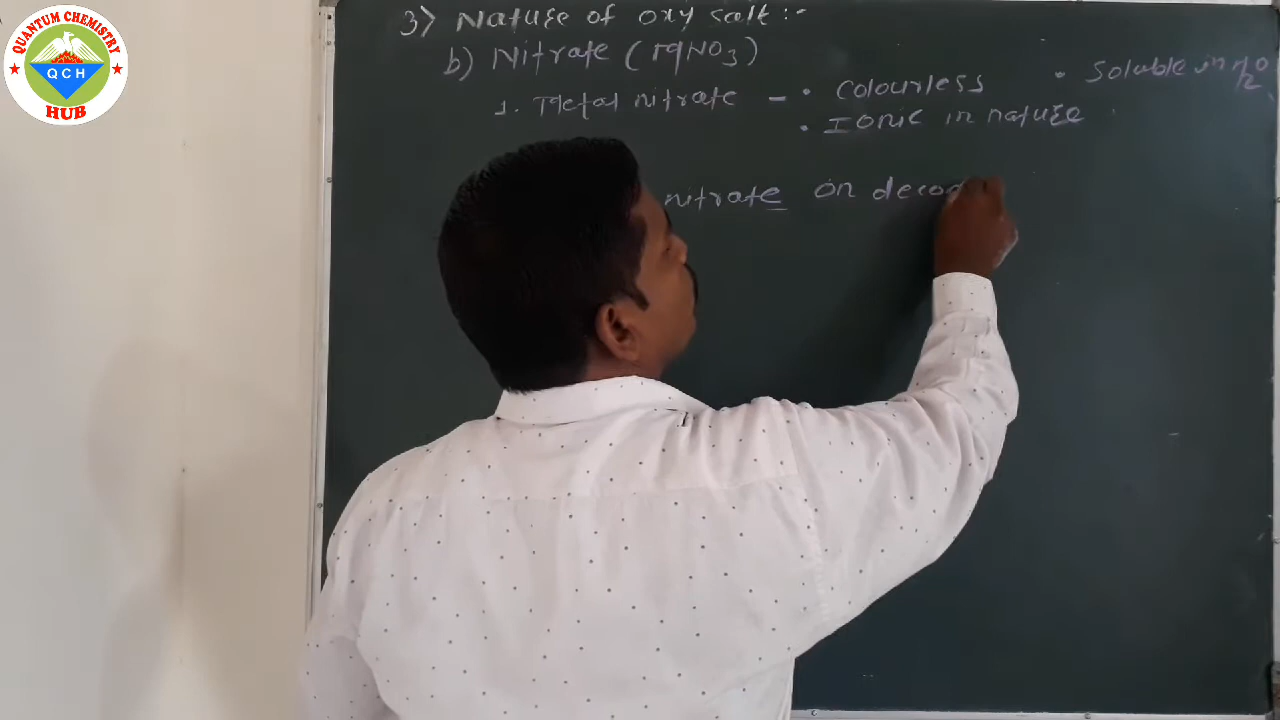 QUANTUM CHEMISTRY
QCH
HUB
3) Nature of oxy salt :-
b) Nitrate (MNO3)
1. Metal nitrate - • Colourless • Soluble in H2O
• Ionic in nature
nitrate on deco